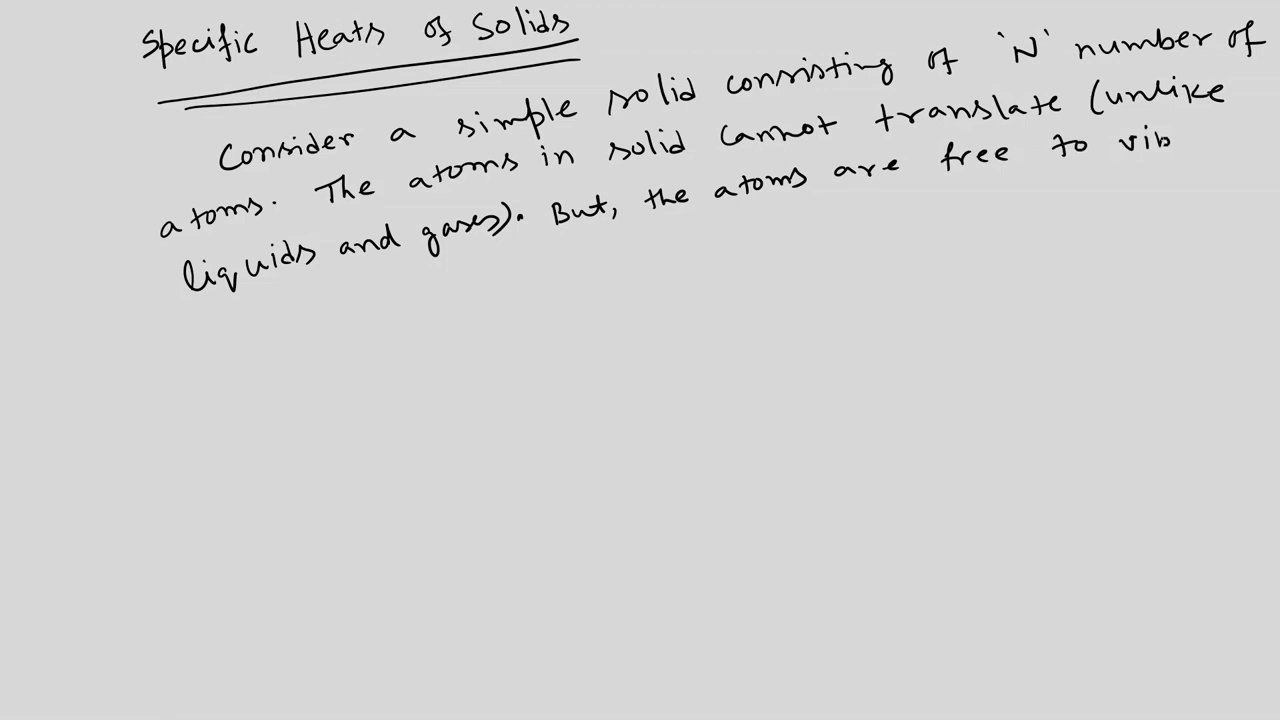 Specific Heats of Solids
Consider a simple solid consisting of 'N' number of
atoms. The atoms in solid cannot translate (unlike
liquids and gases). But, the atoms are free to vib